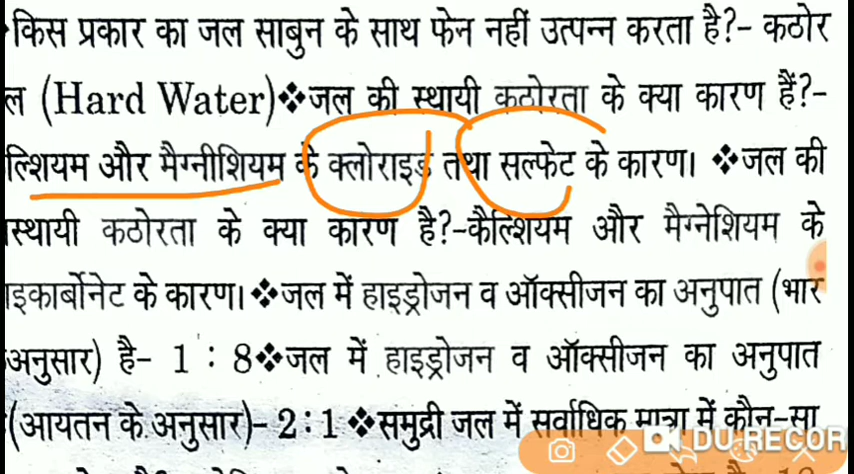 किस प्रकार का जल साबुन के साथ फेन नहीं उत्पन्न करता है?- कठोर
ल (Hard Water)❖जल की स्थायी कठोरता के क्या कारण हैं?-
ल्शियम और मैग्नीशियम के क्लोराइड तथा सल्फेट के कारण। ❖जल की
स्थायी कठोरता के क्या कारण है?-कैल्शियम और मैग्नेशियम के
ाइकार्बोनेट के कारण।❖जल में हाइड्रोजन व ऑक्सीजन का अनुपात (भार
अनुसार) है- 1 : 8❖जल में हाइड्रोजन व ऑक्सीजन का अनुपात
(आयतन के अनुसार)- 2 : 1 ❖समुद्री जल में सर्वाधिक मात्रा में कौन-सा
DU RECOR